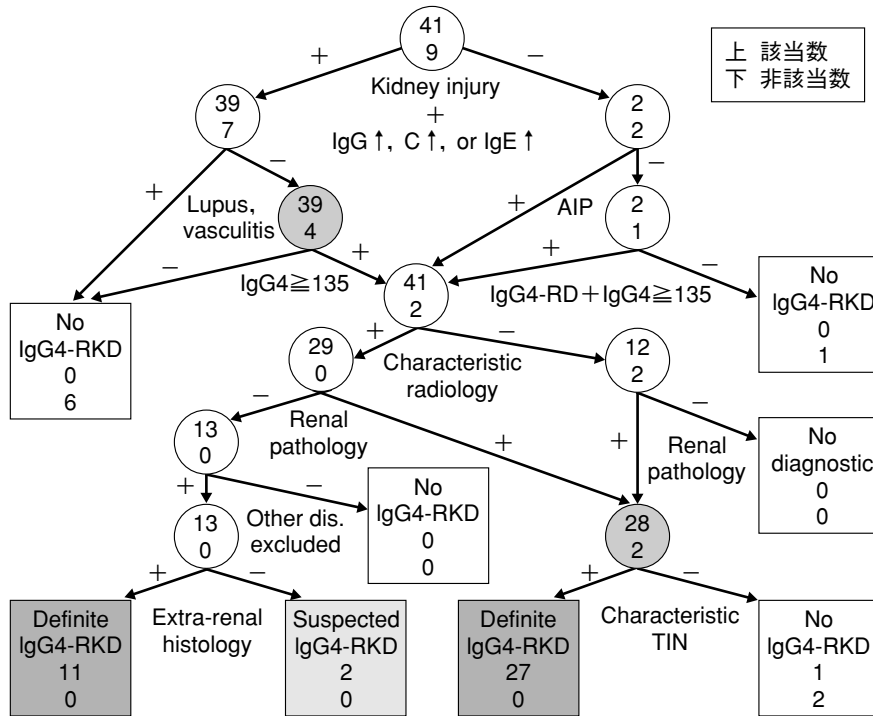 41
9
上 該当数
下 非該当数
+
−
Kidney injury
+
IgG↑, C↑, or IgE↑
39
7
2
2
+
−
+
−
Lupus,
vasculitis
39
4
AIP
2
1
−
+
+
−
IgG4≧135
41
2
IgG4-RD+IgG4≧135
No
IgG4-RKD
0
1
No
IgG4-RKD
0
6
+
−
29
0
Characteristic
radiology
12
2
−
+
+
−
Renal
pathology
Renal
pathology
No
diagnostic
0
0
13
0
+
−
Other dis.
excluded
No
IgG4-RKD
0
0
13
0
28
2
+
−
+
−
Definite
IgG4-RKD
11
0
Extra-renal
histology
Suspected
IgG4-RKD
2
0
Definite
IgG4-RKD
27
0
Characteristic
TIN
No
IgG4-RKD
1
2